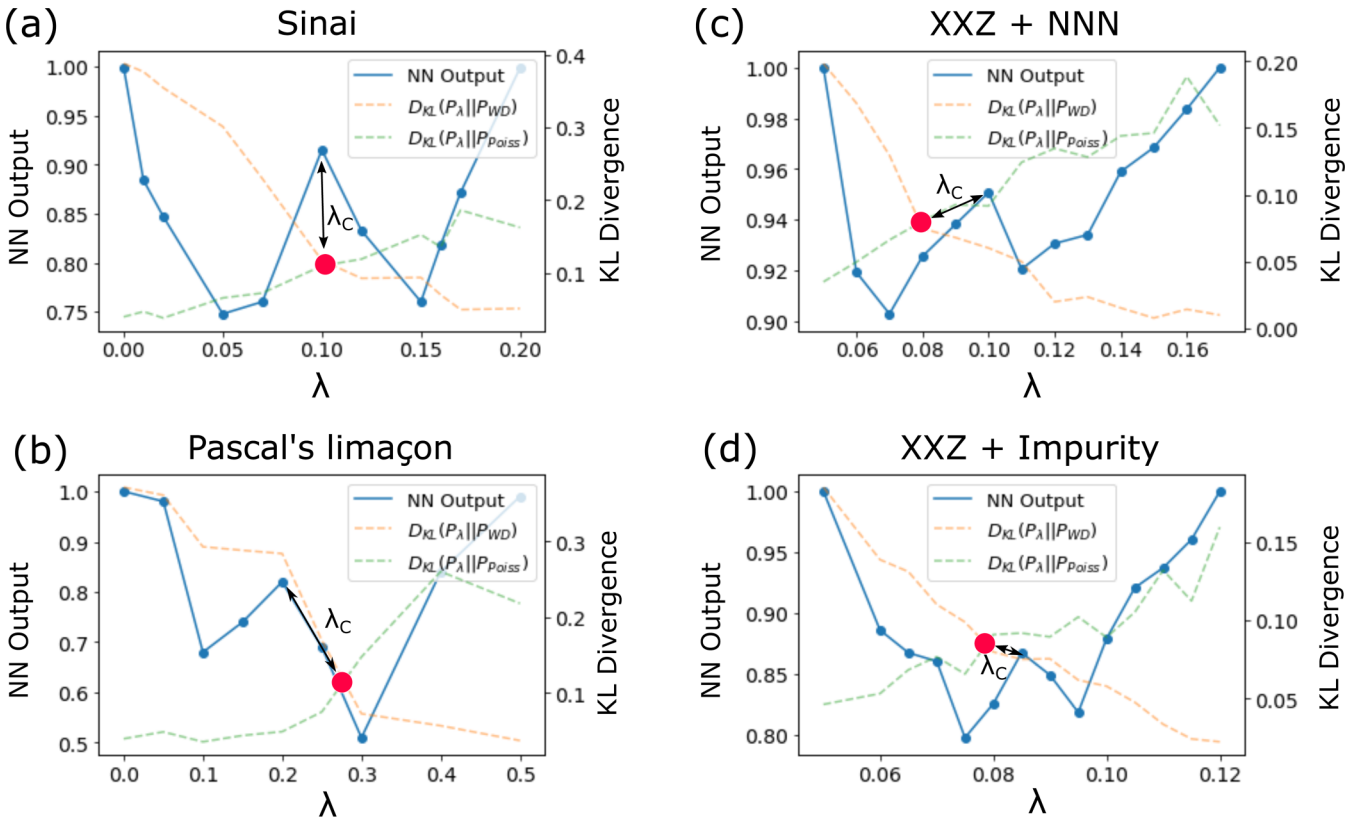 (a)
Sinai
NN Output
KL Divergence
1.00
0.95
0.90
0.85
0.80
0.75
0.4
0.3
0.2
0.1
NN Output
D_KL(P_λ||P_WD)
D_KL(P_λ||P_Poiss)
λ_C
0.00 0.05 0.10 0.15 0.20
λ
(c)
XXZ + NNN
NN Output
KL Divergence
1.00
0.98
0.96
0.94
0.92
0.90
0.20
0.15
0.10
0.05
0.00
NN Output
D_KL(P_λ||P_WD)
D_KL(P_λ||P_Poiss)
λ_C
0.06 0.08 0.10 0.12 0.14 0.16
λ
(b)
Pascal's limaçon
NN Output
KL Divergence
1.0
0.9
0.8
0.7
0.6
0.5
0.3
0.2
0.1
NN Output
D_KL(P_λ||P_WD)
D_KL(P_λ||P_Poiss)
λ_C
0.0 0.1 0.2 0.3 0.4 0.5
λ
(d)
XXZ + Impurity
NN Output
KL Divergence
1.00
0.95
0.90
0.85
0.80
0.15
0.10
0.05
NN Output
D_KL(P_λ||P_WD)
D_KL(P_λ||P_Poiss)
λ_C
0.06 0.08 0.10 0.12
λ